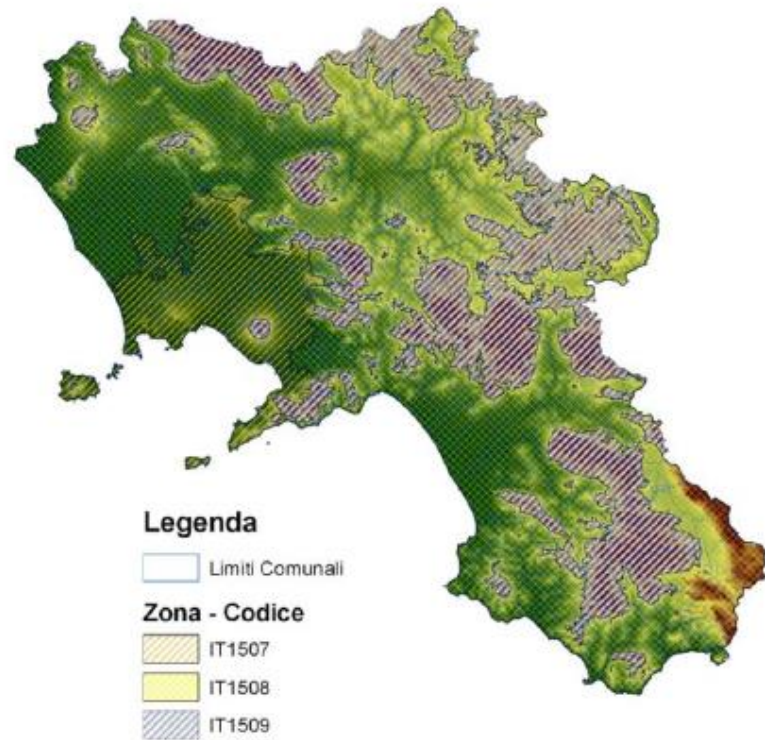 Legenda
Limiti Comunali
Zona - Codice
IT1507
IT1508
IT1509